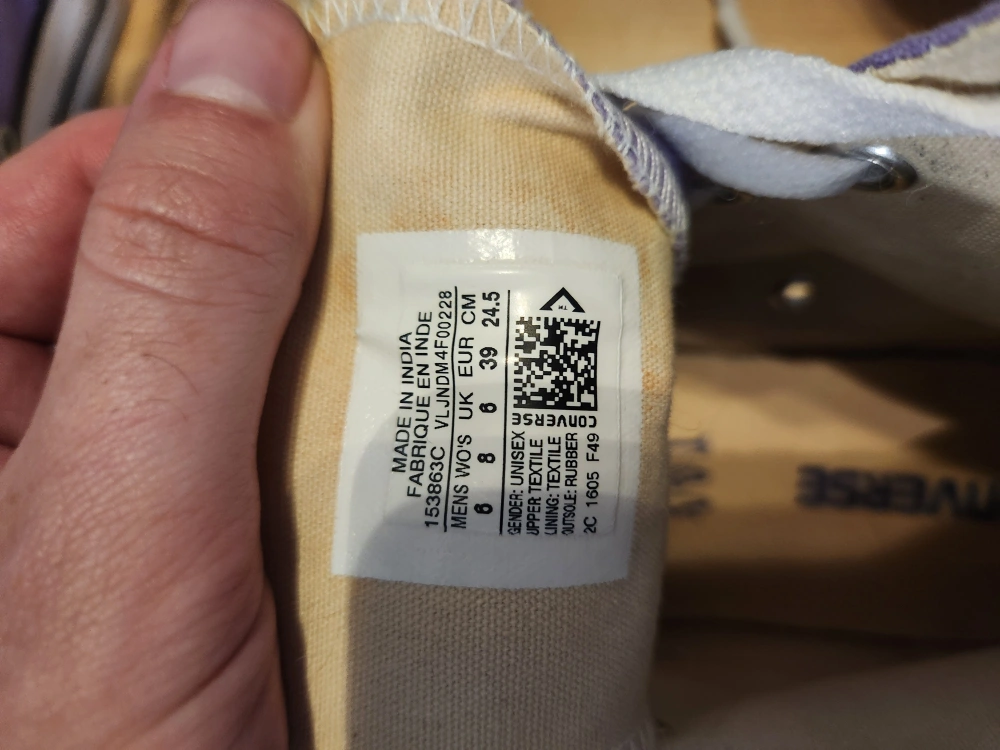 MADE IN INDIA
FABRIQUE EN INDE
153863C VLJNDM4F00228
MENS WO'S UK EUR CM
6 8 6 39 24.5
GENDER: UNISEX
UPPER TEXTILE
LINING: TEXTILE
OUTSOLE: RUBBER
2C 1605 F49
CONVERSE
NVERSE